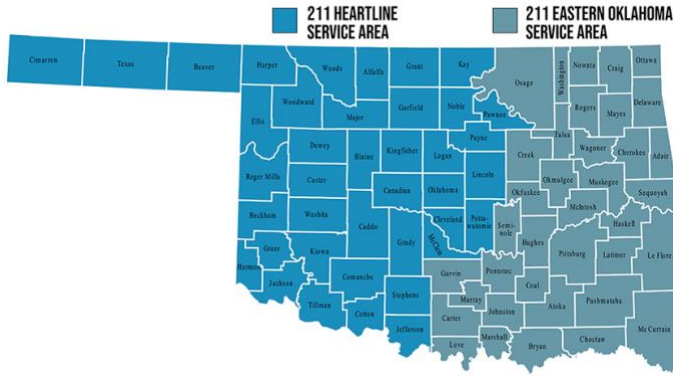 211 HEARTLINE
SERVICE AREA
211 EASTERN OKLAHOMA
SERVICE AREA
Cimarron
Texas
Beaver
Harper
Woods
Alfalfa
Grant
Kay
Osage
Washington
Nowata
Craig
Ottawa
Woodward
Major
Garfield
Noble
Pawnee
Rogers
Mayes
Delaware
Ellis
Dewey
Blaine
Kingfisher
Logan
Payne
Creek
Tulsa
Wagoner
Cherokee
Adair
Roger Mills
Custer
Canadian
Oklahoma
Lincoln
Okfuskee
Okmulgee
Muskogee
Sequoyah
Beckham
Washita
Caddo
Grady
Cleveland
McClain
Potta-
watomie
Semi-
nole
Hughes
McIntosh
Haskell
Greer
Kiowa
Harmon
Jackson
Comanche
Stephens
Garvin
Pontotoc
Coal
Pittsburg
Latimer
Le Flore
Tillman
Cotton
Jefferson
Murray
Carter
Johnston
Atoka
Pushmataha
Love
Marshall
Bryan
Choctaw
McCurtain